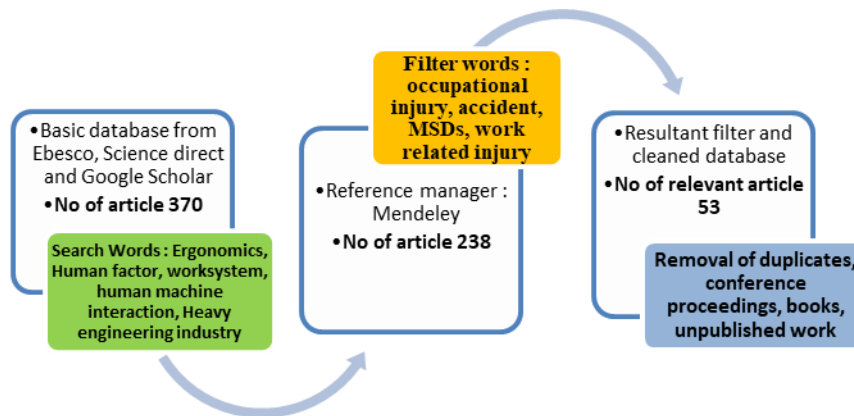 •Basic database from
Ebesco, Science direct
and Google Scholar
•No of article 370
Search Words : Ergonomics,
Human factor, worksystem,
human machine
interaction, Heavy
engineering industry
Filter words :
occupational
injury, accident,
MSDs, work
related injury
•Reference manager :
Mendeley
•No of article 238
•Resultant filter and
cleaned database
•No of relevant article
53
Removal of duplicates,
conference
proceedings, books,
unpublished work